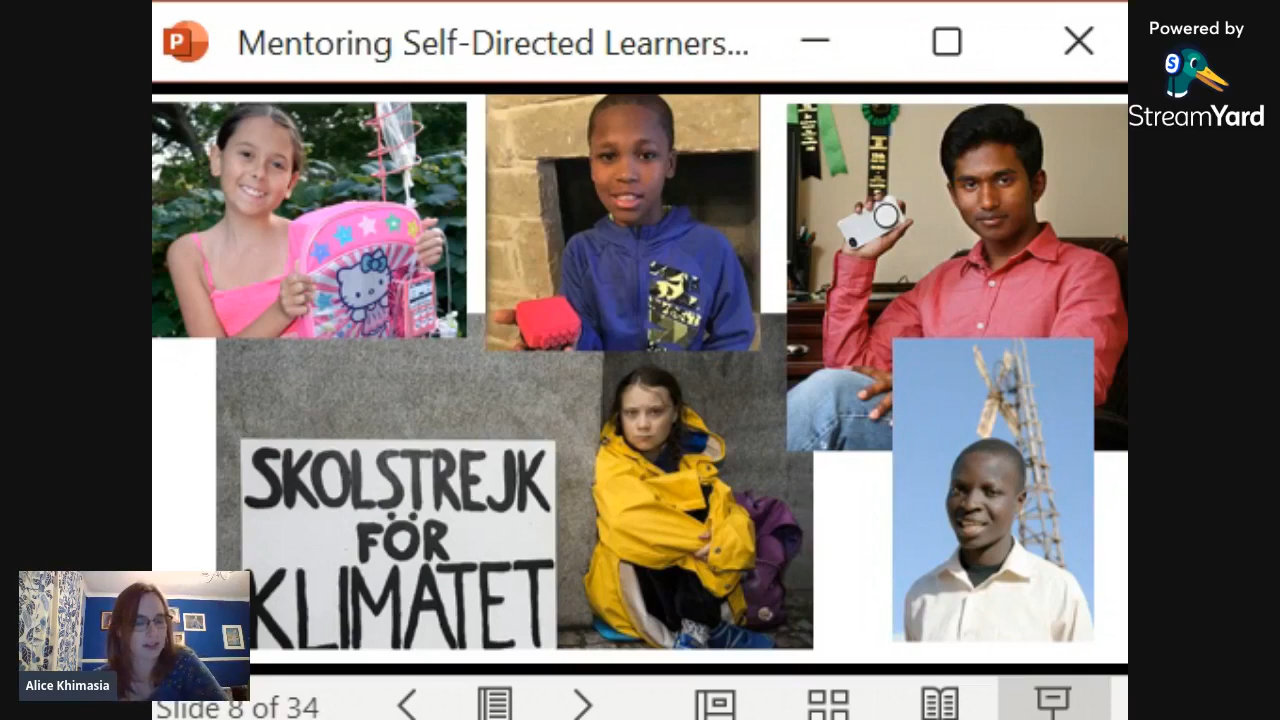 Mentoring Self-Directed Learners...
Powered by
StreamYard
SKOLSTREJK
FÖR
KLIMATET
Alice Khimasia
Slide 8 of 34